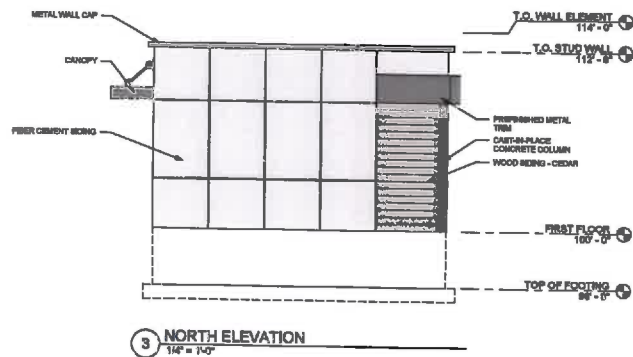 METAL WALL CAP
CANOPY
FIBER CEMENT SIDING
T.O. WALL ELEMENT
114' - 0"
T.O. STUD WALL
112' - 8"
PREFINISHED METAL
TRIM
CAST-IN-PLACE
CONCRETE COLUMN
WOOD SIDING - CEDAR
FIRST FLOOR
100' - 0"
TOP OF FOOTING
3
NORTH ELEVATION
1/4" = 1'-0"